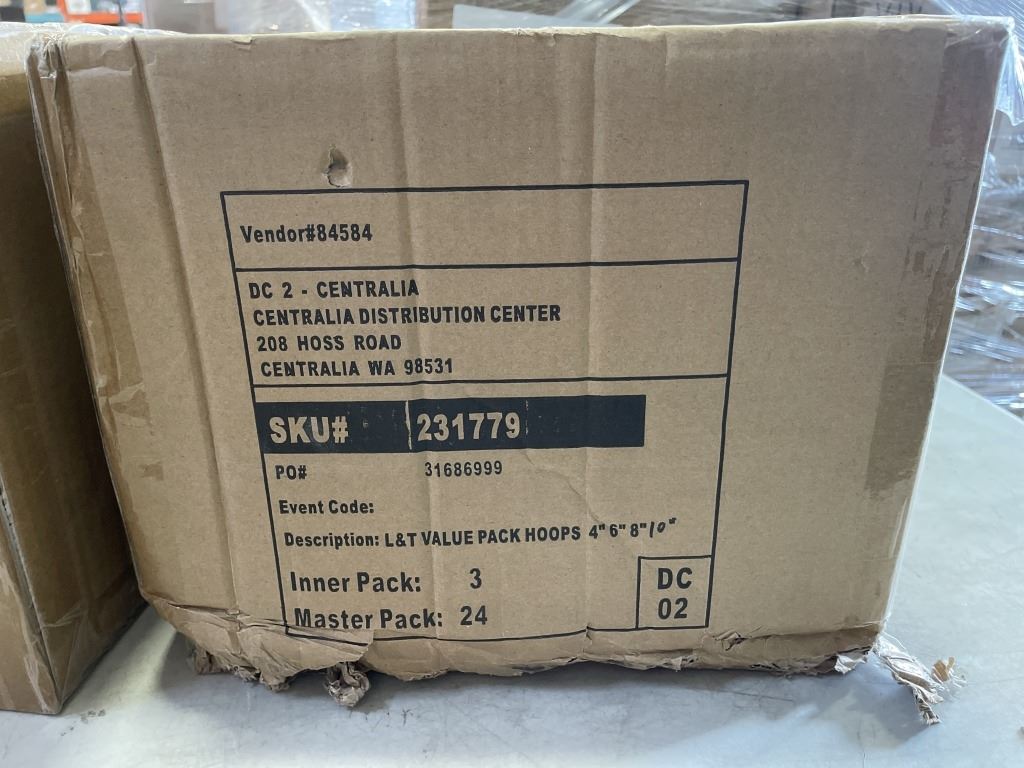 Vendor#84584
DC 2 - CENTRALIA
CENTRALIA DISTRIBUTION CENTER
208 HOSS ROAD
CENTRALIA WA 98531
SKU# 231779
PO# 31686999
Event Code:
Description: L&T VALUE PACK HOOPS 4" 6" 8" 10"
Inner Pack: 3
Master Pack: 24
DC
02